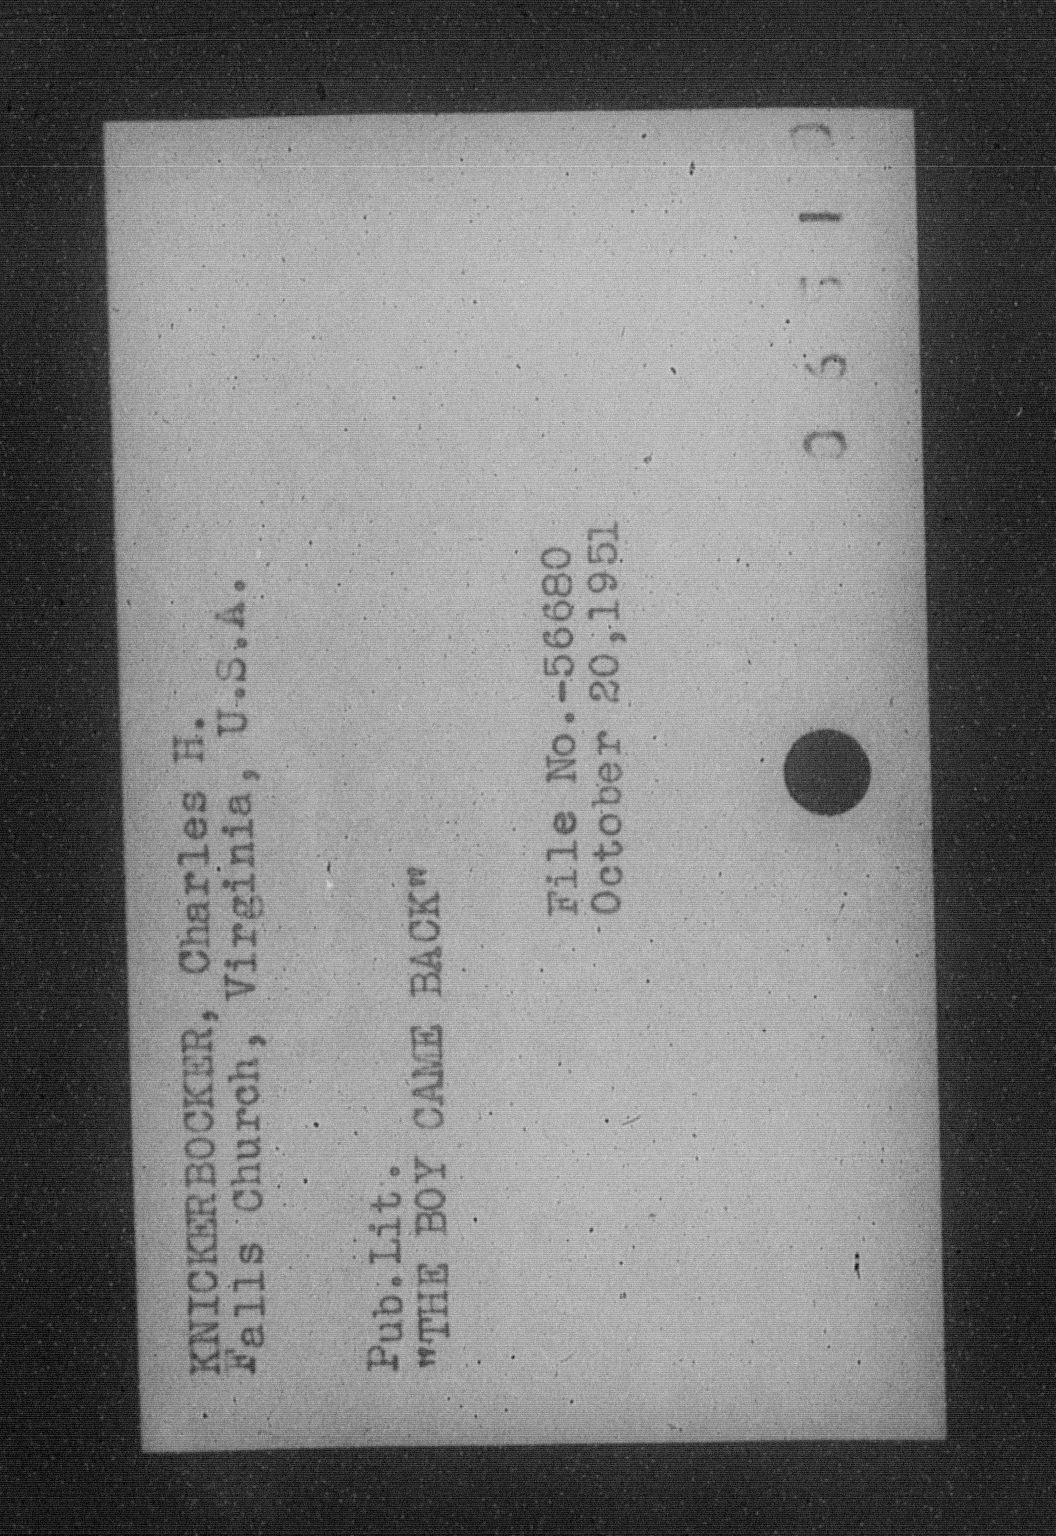 KNICKERBOCKER, Charles H.
Falls Church, Virginia, U.S.A.
Pub.Lit.
"THE BOY CAME BACK"
File No.-56680
October 20,1951